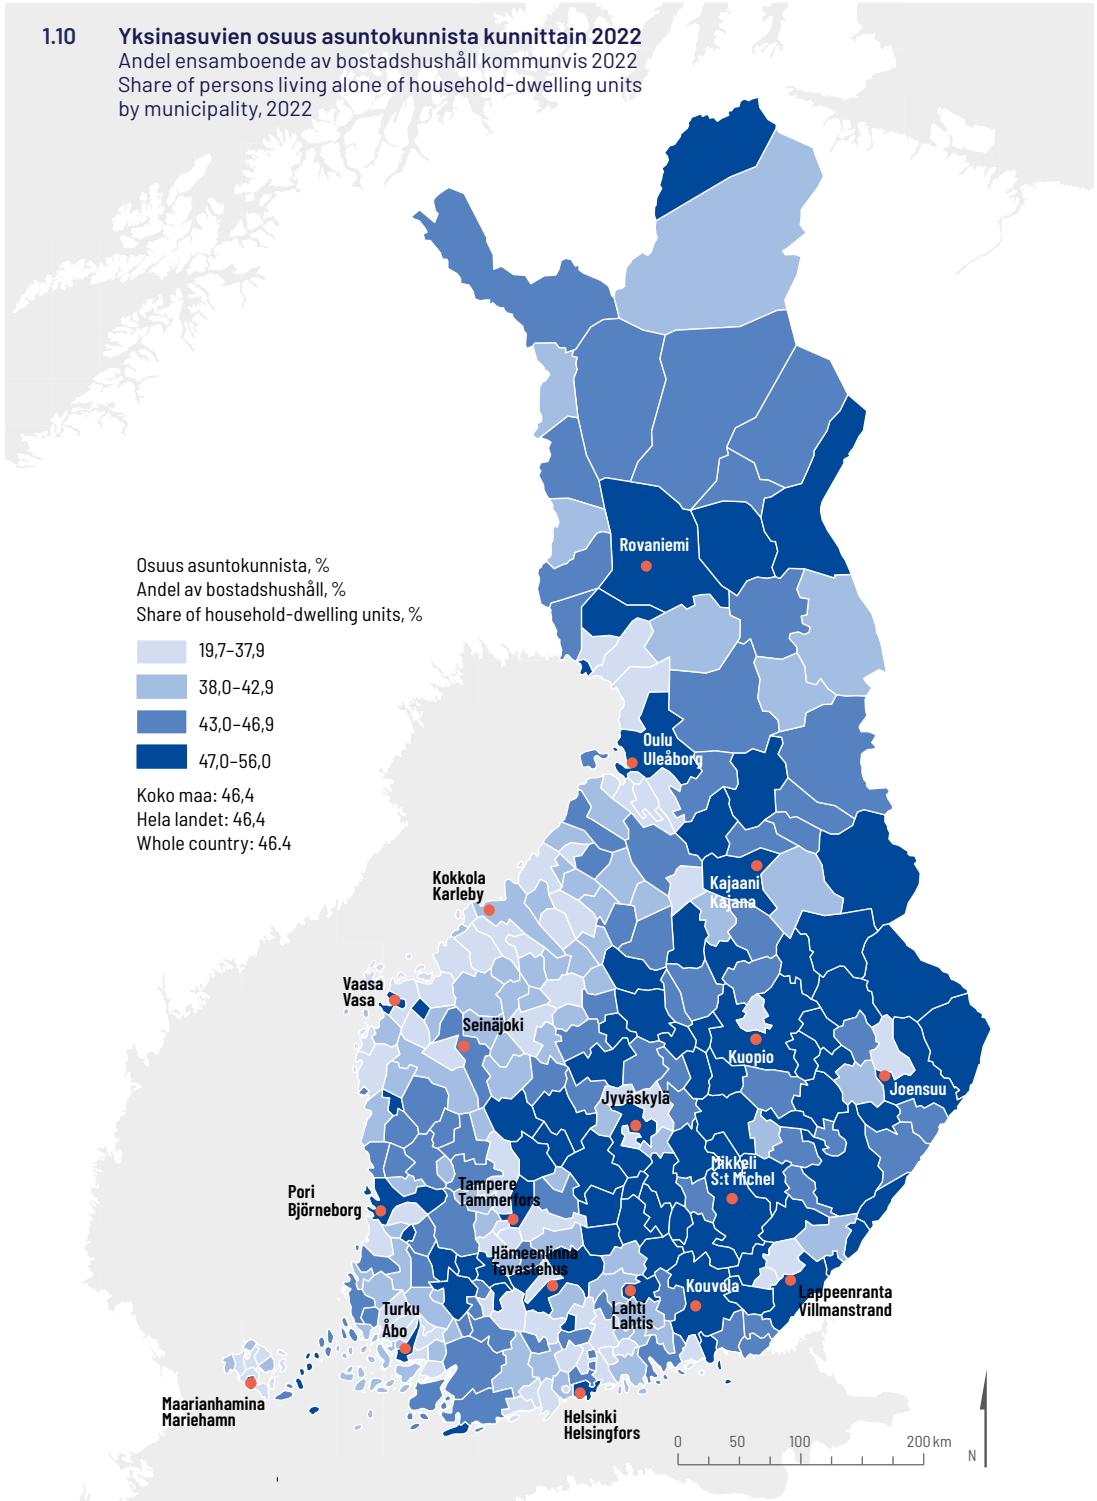 1.10 Yksinasuvien osuus asuntokunnista kunnittain 2022
Andel ensamboende av bostadshushåll kommunvis 2022
Share of persons living alone of household-dwelling units
by municipality, 2022
Rovaniemi
Osuus asuntokunnista, %
Andel av bostadshushåll, %
Share of household-dwelling units, %
19,7–37,9
38,0–42,9
43,0–46,9
47,0–56,0
Koko maa: 46,4
Hela landet: 46,4
Whole country: 46.4
Oulu
Uleåborg
Kokkola
Karleby
Kajaani
Kajana
Vaasa
Vasa
Seinäjoki
Kuopio
Joensuu
Jyväskylä
Mikkeli
S:t Michel
Pori
Björneborg
Tampere
Tammerfors
Hämeenlinna
Tavastehus
Kouvola
Lappeenranta
Villmanstrand
Lahti
Lahtis
Turku
Åbo
Maarianhamina
Mariehamn
Helsinki
Helsingfors
0 50 100 200 km
N